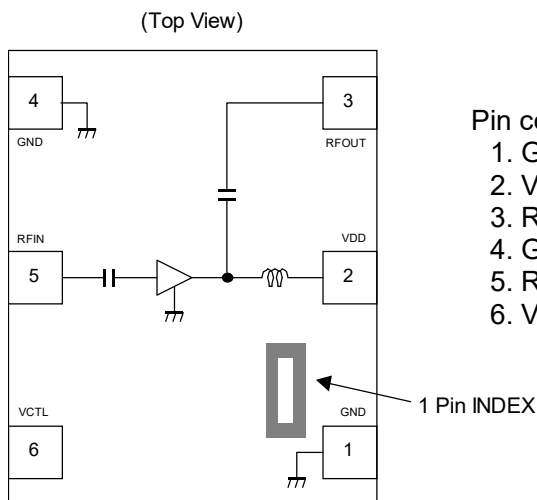 (Top View)
4
3
GND
RFOUT
Pin co
1. G
2. V
3. R
4. G
5. R
6. V
RFIN
VDD
5
2
VCTL
GND
1 Pin INDEX
6
1